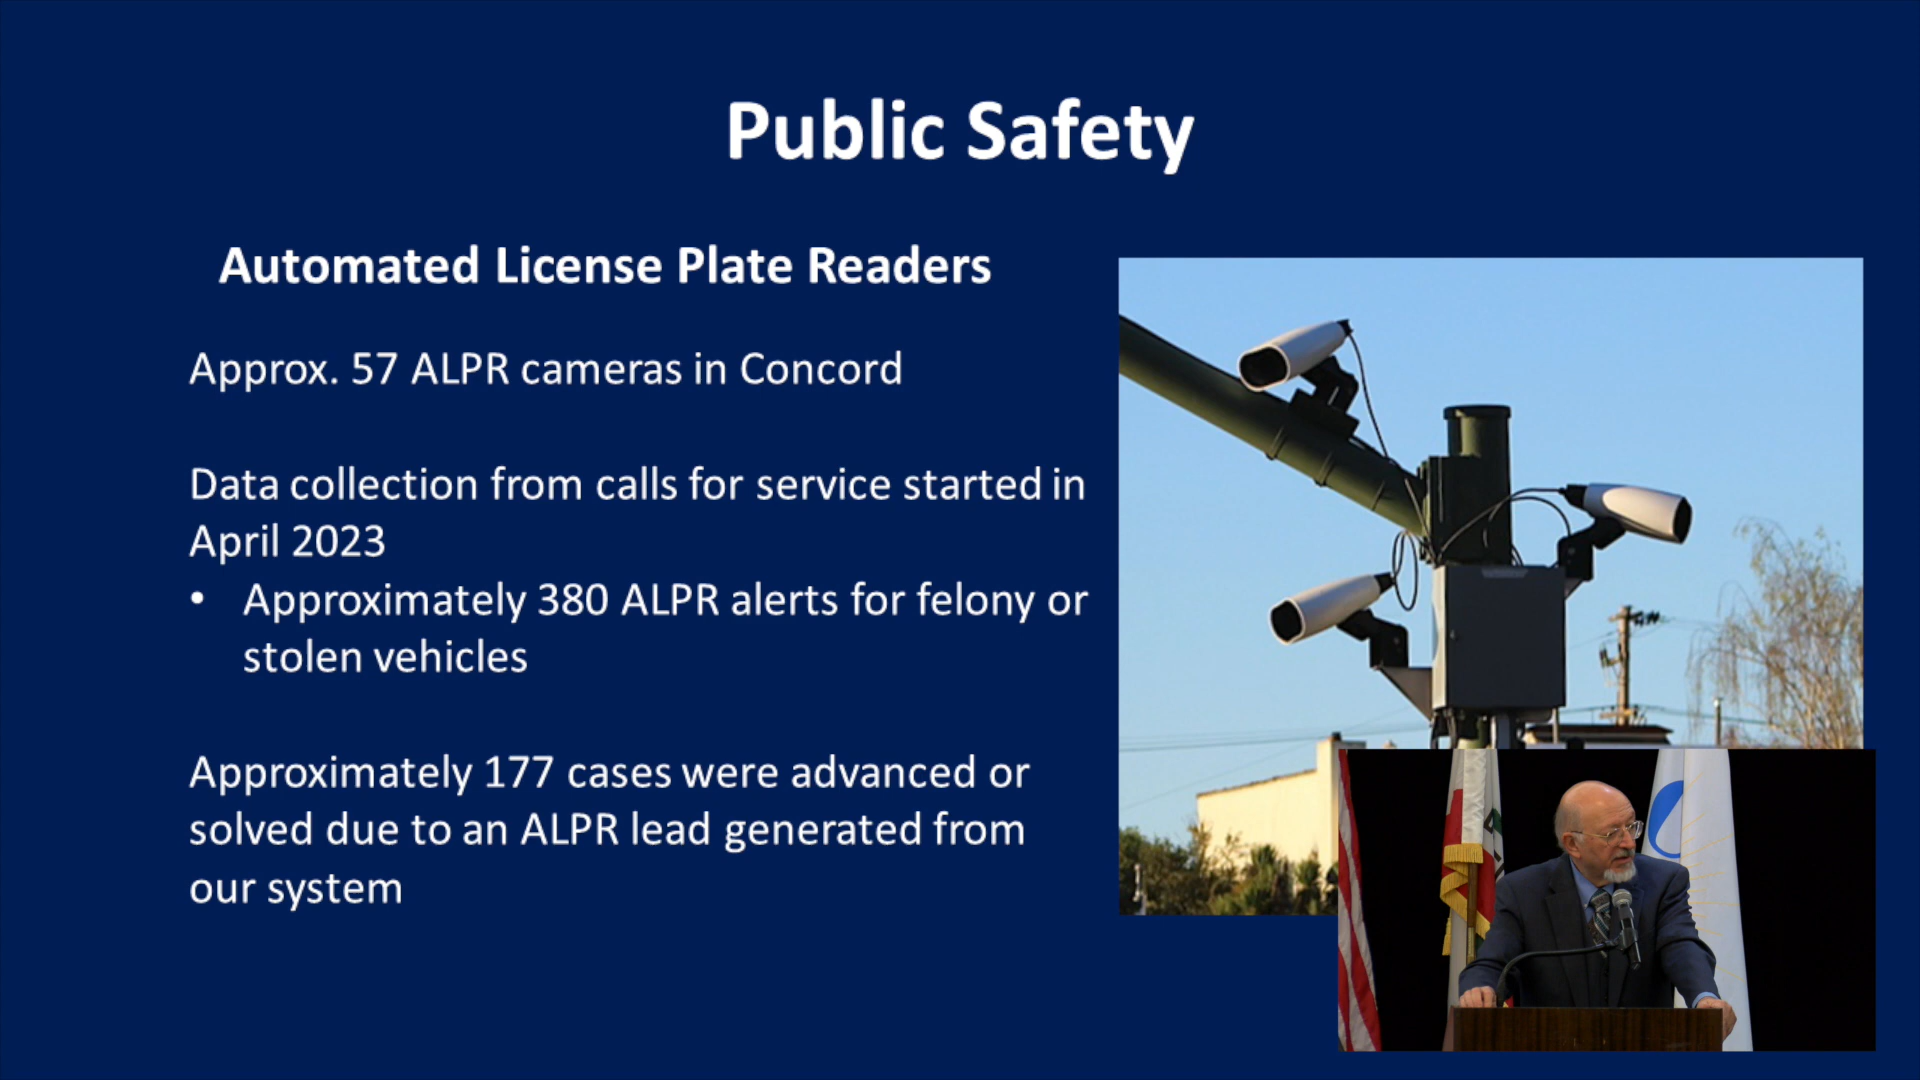 Public Safety
Automated License Plate Readers
Approx. 57 ALPR cameras in Concord
Data collection from calls for service started in
April 2023
• Approximately 380 ALPR alerts for felony or
stolen vehicles
Approximately 177 cases were advanced or
solved due to an ALPR lead generated from
our system